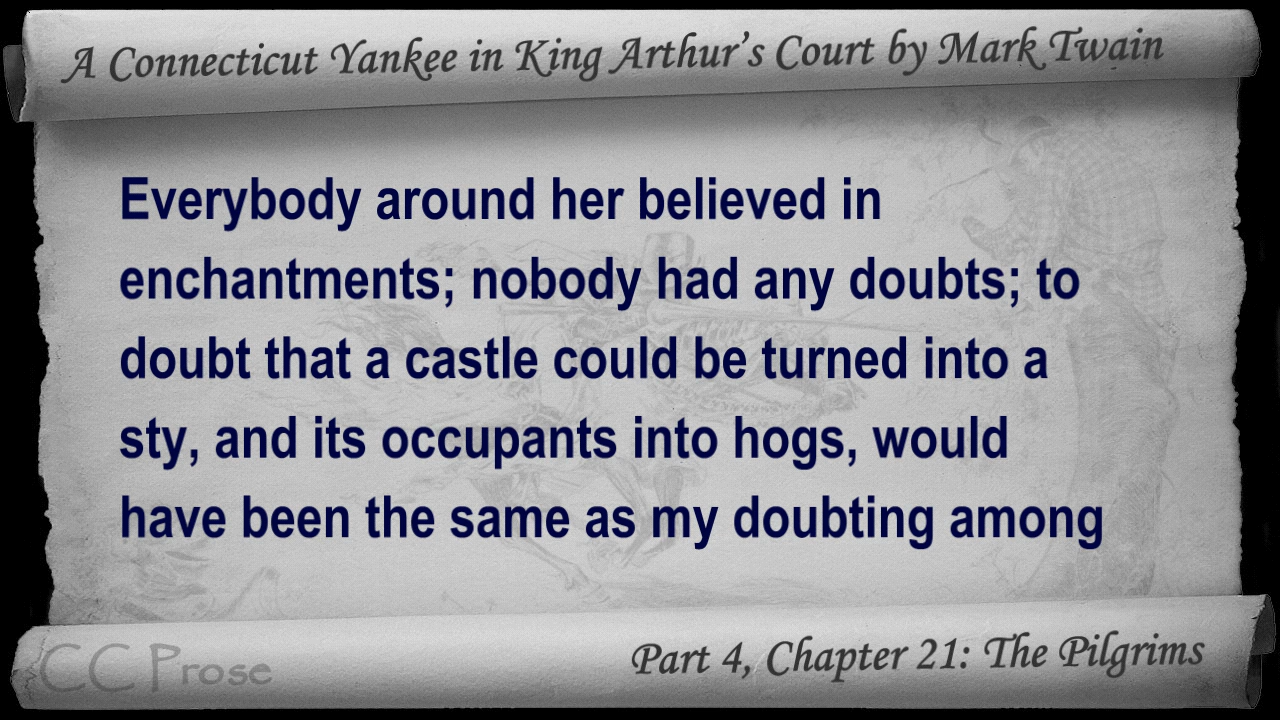 A Connecticut Yankee in King Arthur's Court by Mark Twain
Everybody around her believed in
enchantments; nobody had any doubts; to
doubt that a castle could be turned into a
sty, and its occupants into hogs, would
have been the same as my doubting among
CC Prose
Part 4, Chapter 21: The Pilgrims